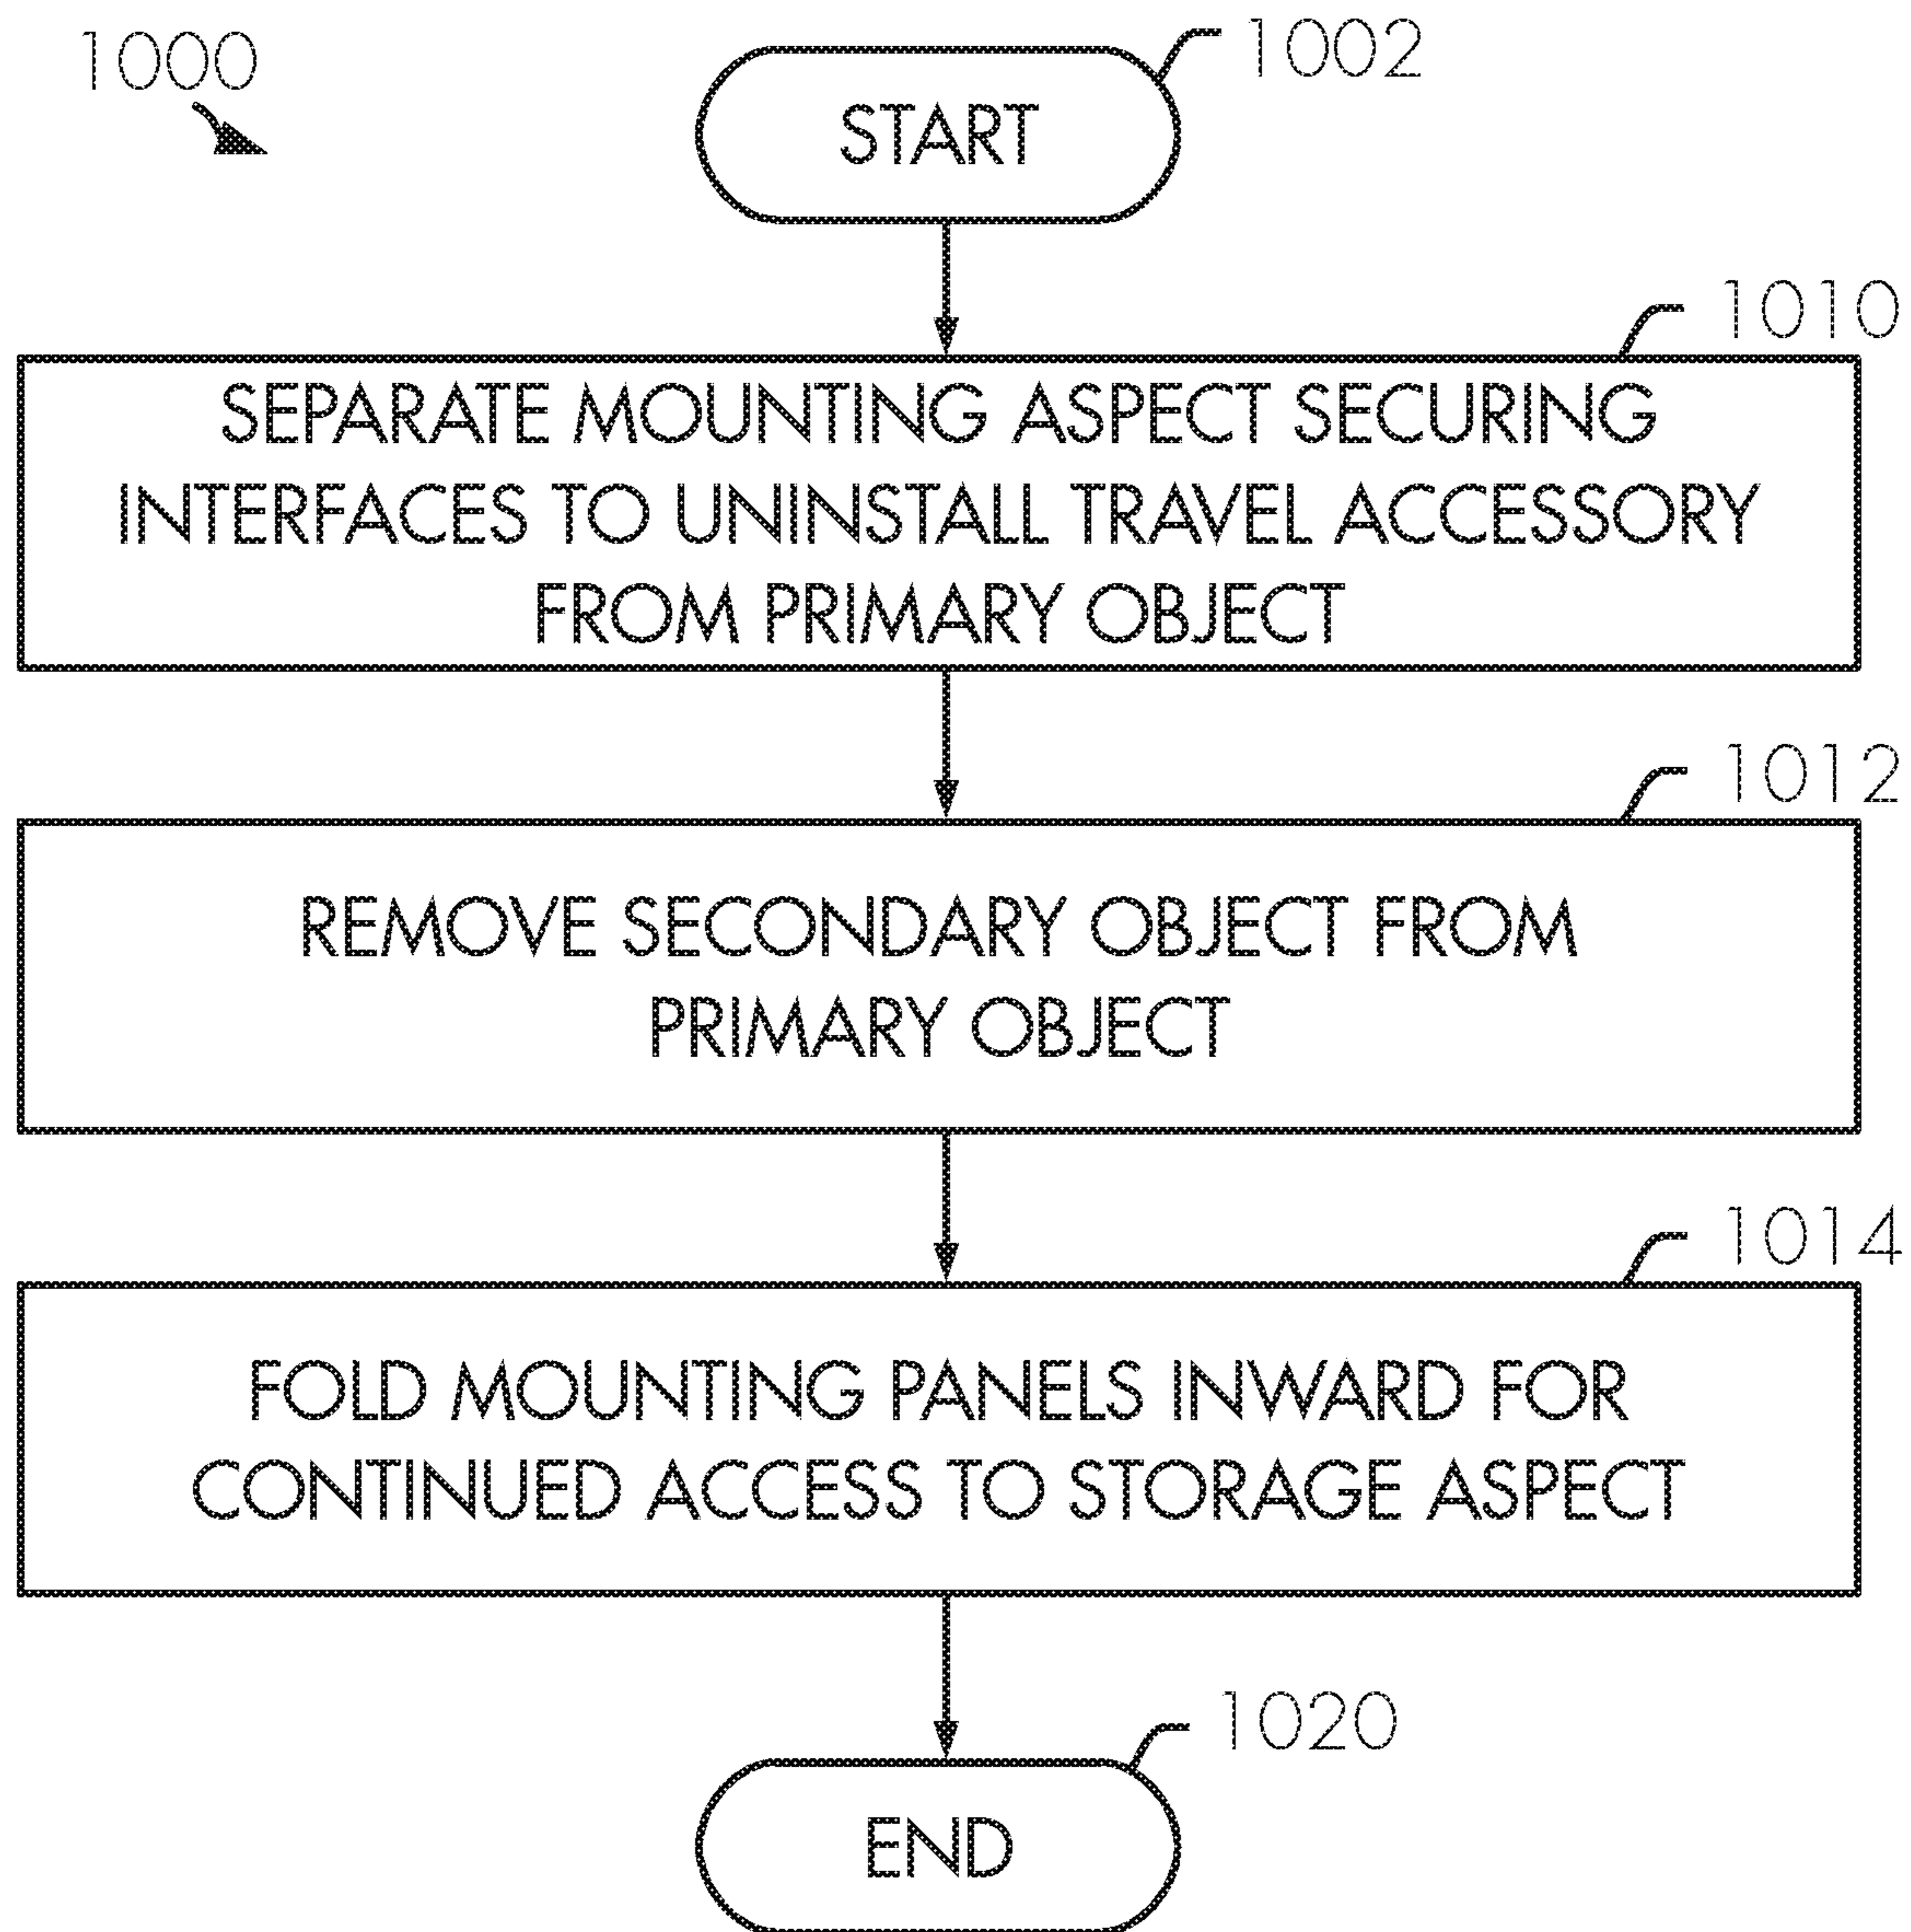 1000
1002
START
1010
SEPARATE MOUNTING ASPECT SECURING
INTERFACES TO UNINSTALL TRAVEL ACCESSORY
FROM PRIMARY OBJECT
1012
REMOVE SECONDARY OBJECT FROM
PRIMARY OBJECT
1014
FOLD MOUNTING PANELS INWARD FOR
CONTINUED ACCESS TO STORAGE ASPECT
1020
END